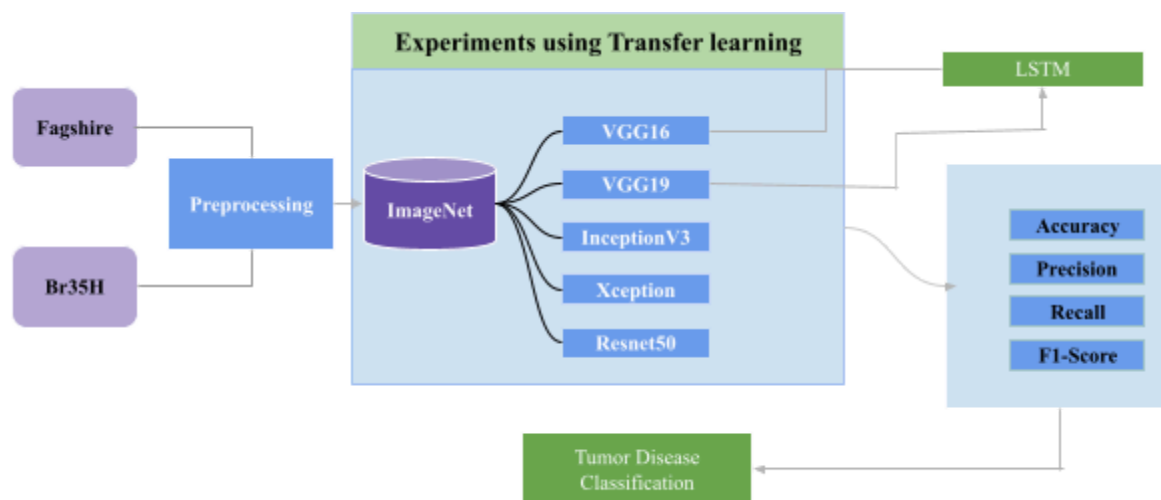 Experiments using Transfer learning
LSTM
Fagshire
VGG16
Preprocessing
ImageNet
VGG19
Accuracy
InceptionV3
Precision
Br35H
Xception
Recall
Resnet50
F1-Score
Tumor Disease
Classification